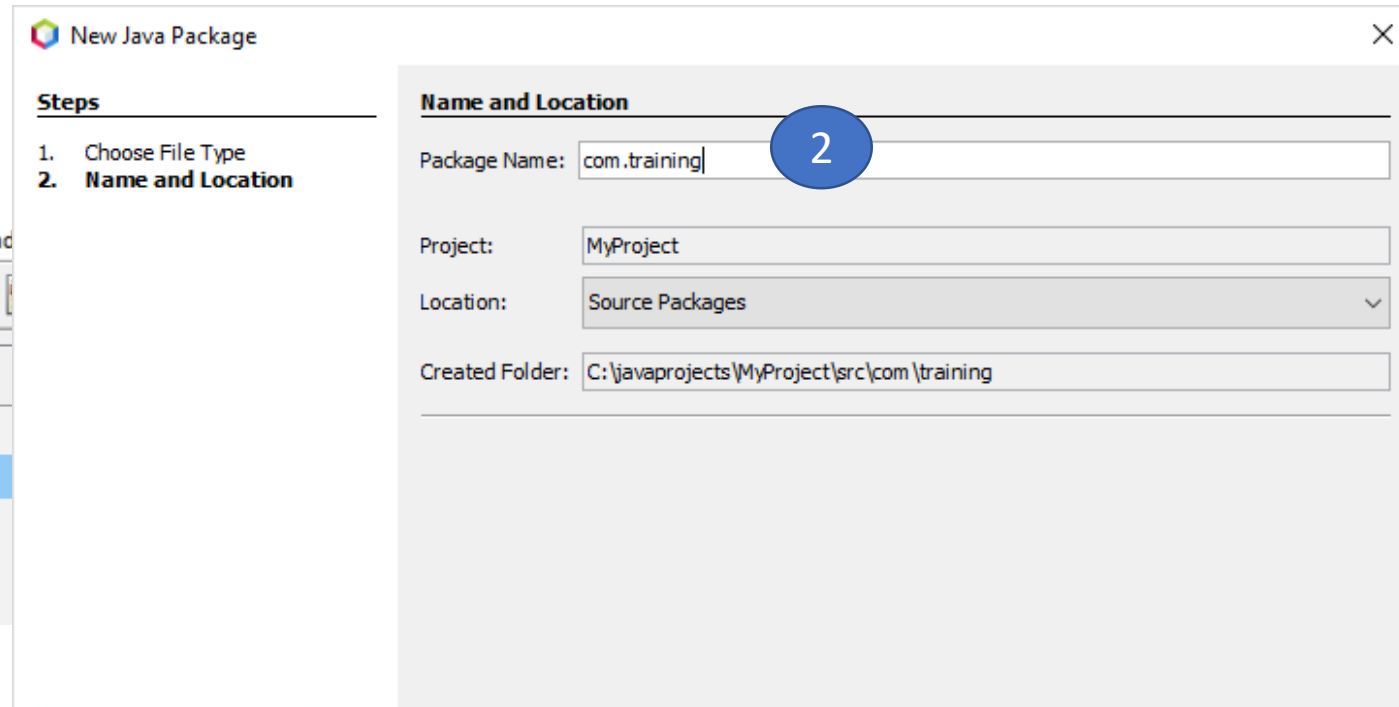 New Java Package
Steps
1. Choose File Type
2. Name and Location
Name and Location
Package Name: com.training
2
Project: MyProject
Location: Source Packages
Created Folder: C:\javaprojects\MyProject\src\com\training